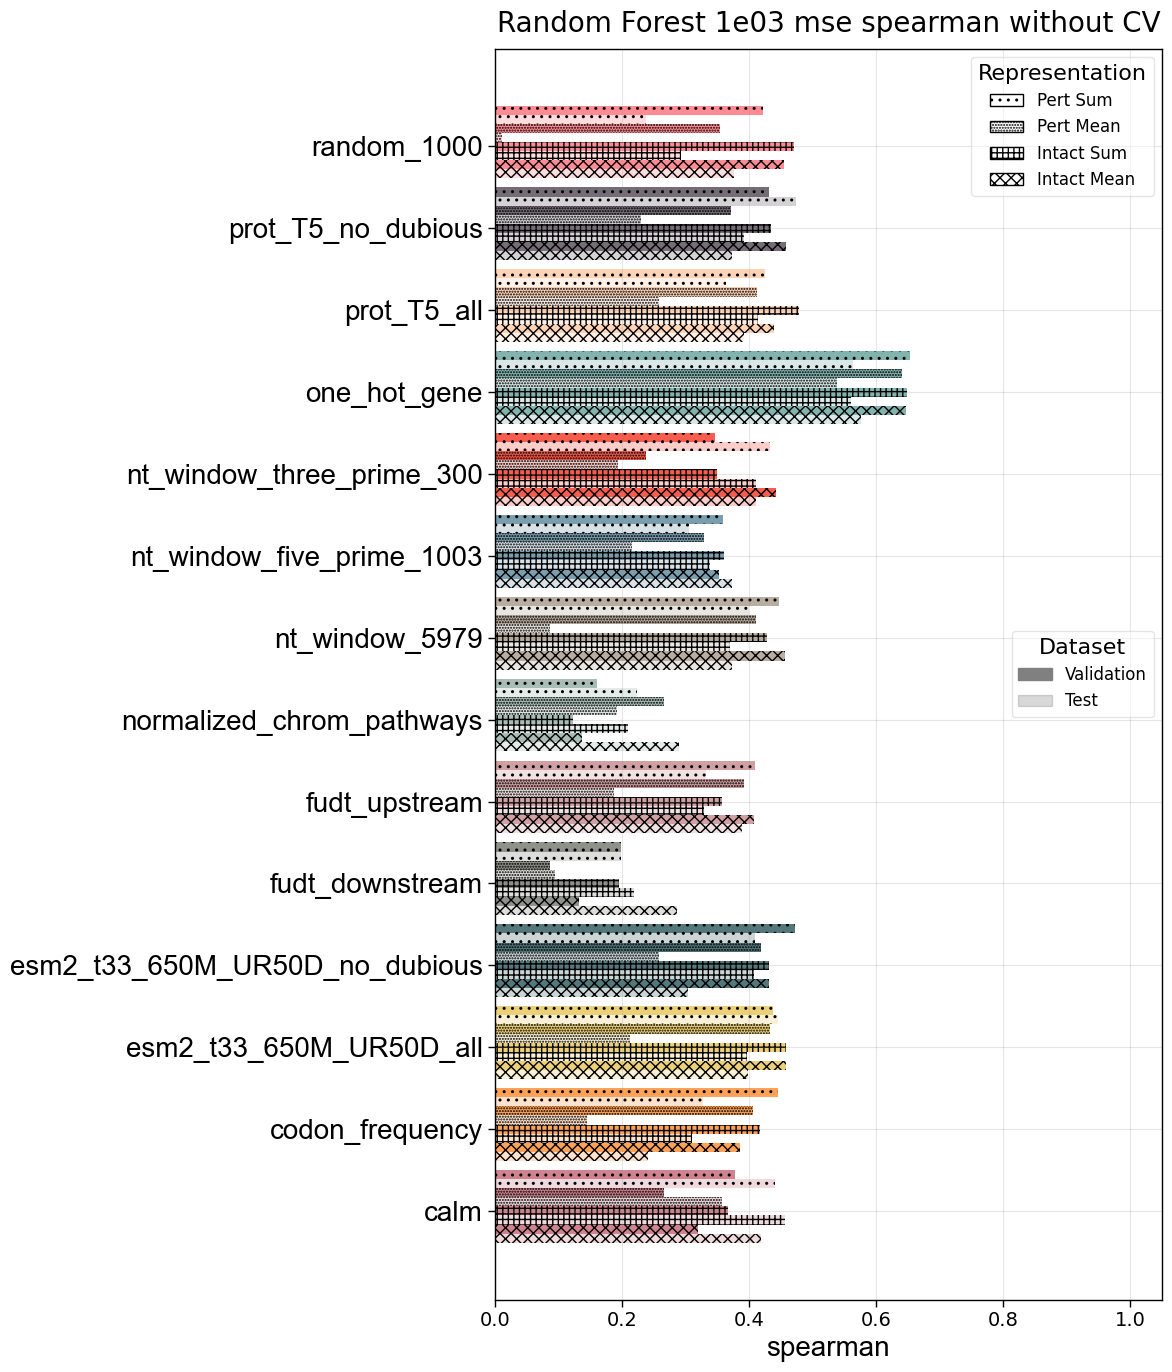 Random Forest 1e03 mse spearman without CV
Representation
Pert Sum
Pert Mean
Intact Sum
Intact Mean
random_1000
prot_T5_no_dubious
prot_T5_all
one_hot_gene
nt_window_three_prime_300
nt_window_five_prime_1003
nt_window_5979
Dataset
Validation
Test
normalized_chrom_pathways
fudt_upstream
fudt_downstream
esm2_t33_650M_UR50D_no_dubious
esm2_t33_650M_UR50D_all
codon_frequency
calm
0.0 0.2 0.4 0.6 0.8 1.0
spearman